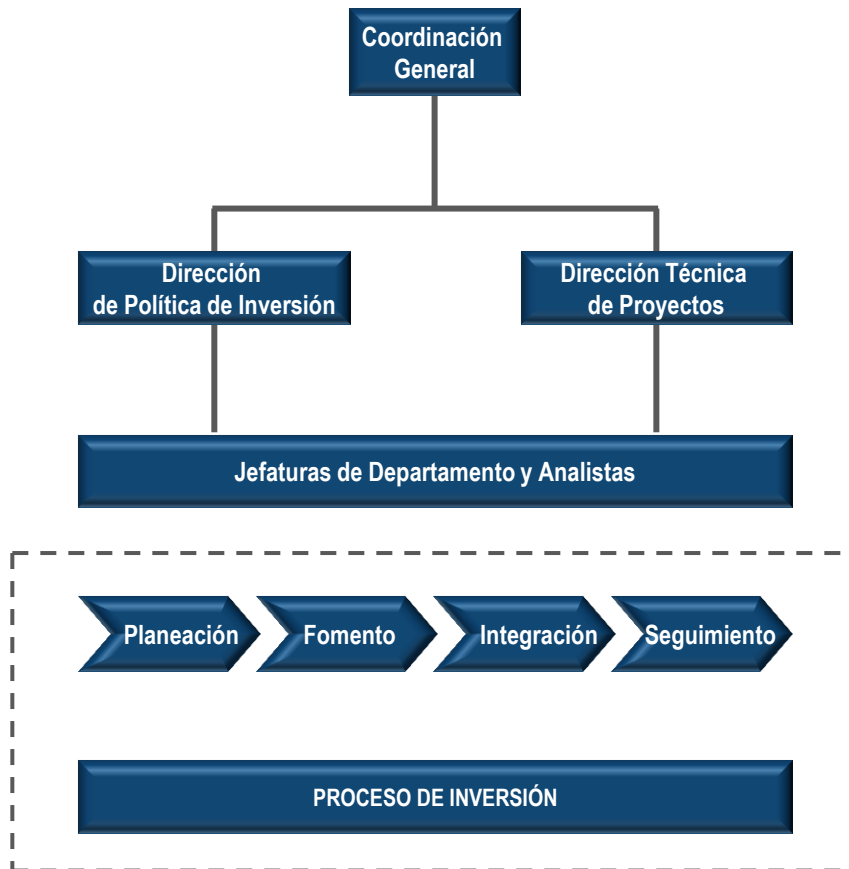 Coordinación
General
Dirección
de Política de Inversión
Dirección Técnica
de Proyectos
Jefaturas de Departamento y Analistas
Planeación
Fomento
Integración
Seguimiento
PROCESO DE INVERSIÓN